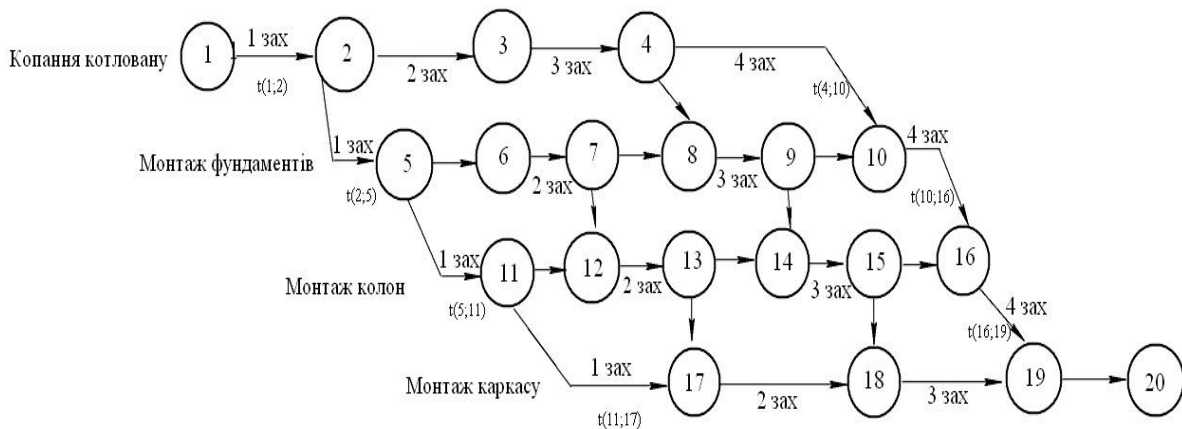 1 зах
Копання котловану 1 2 3 4
2 зах 3 зах 4 зах
t(1;2) t(4;10)
1 зах 4 зах
Монтаж фундаментів 5 6 7 8 9 10
2 зах 3 зах
t(2;5) t(10;16)
1 зах 11 12 13 14 15 16
Монтаж колон 2 зах 3 зах
t(5;11) 4 зах
t(16;19)
1 зах
Монтаж каркасу 17 18 19 20
2 зах 3 зах
t(11;17)